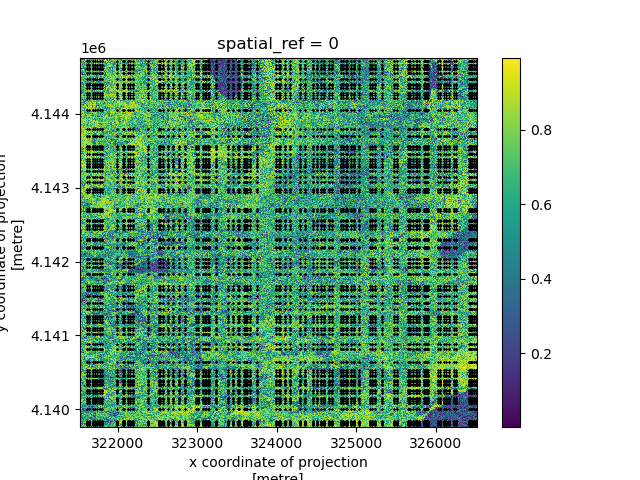 spatial_ref = 0
1e6
4.144
4.143
4.142
4.141
4.140
y coordinate of projection
[metre]
322000 323000 324000 325000 326000
x coordinate of projection
[metre]
0.8
0.6
0.4
0.2